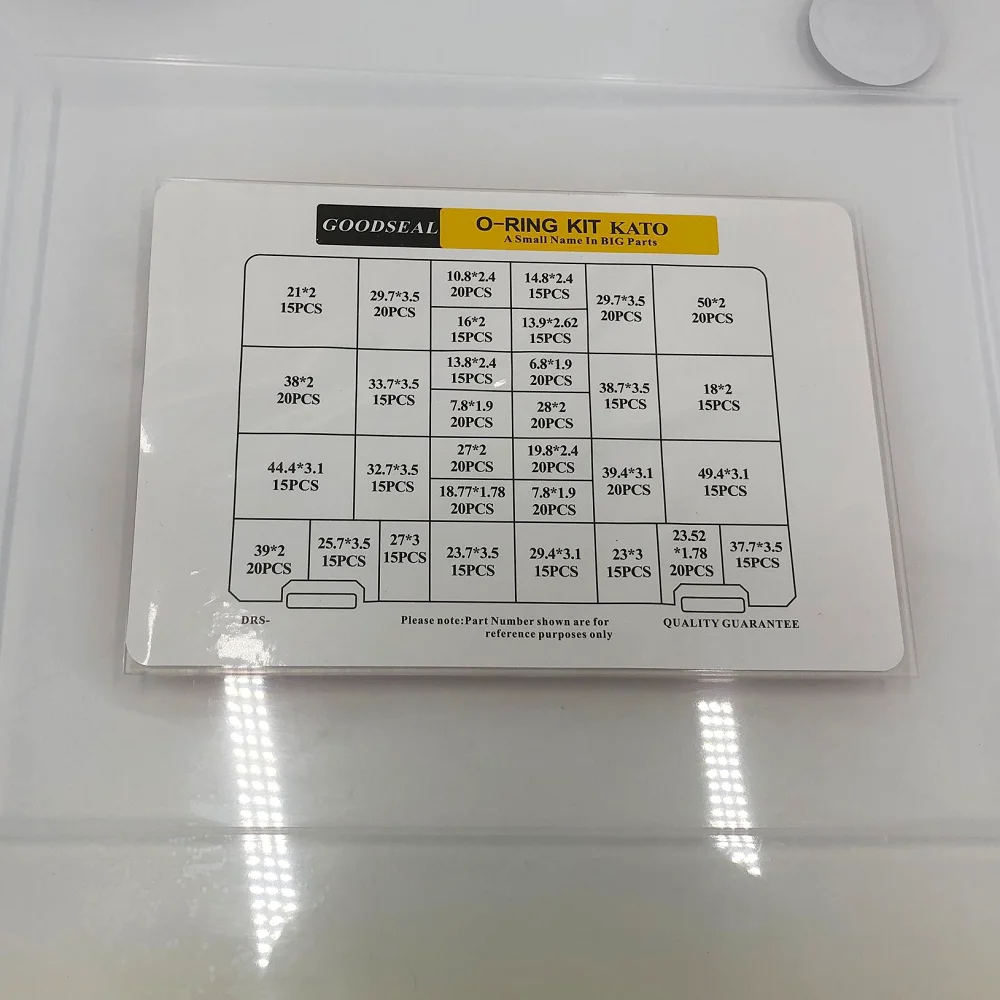 GOODSEAL O-RING KIT KATO
A Small Name In BIG Parts
21*2
15PCS
29.7*3.5
20PCS
10.8*2.4
20PCS
14.8*2.4
15PCS
29.7*3.5
20PCS
50*2
20PCS
16*2
15PCS
13.9*2.62
15PCS
38*2
20PCS
33.7*3.5
15PCS
13.8*2.4
15PCS
6.8*1.9
20PCS
38.7*3.5
15PCS
18*2
15PCS
7.8*1.9
20PCS
28*2
20PCS
44.4*3.1
15PCS
32.7*3.5
15PCS
27*2
20PCS
19.8*2.4
20PCS
39.4*3.1
20PCS
49.4*3.1
15PCS
18.77*1.78
20PCS
7.8*1.9
20PCS
39*2
20PCS
25.7*3.5
15PCS
27*3
15PCS
23.7*3.5
15PCS
29.4*3.1
15PCS
23*3
15PCS
23.52
*1.78
20PCS
37.7*3.5
15PCS
DRS-
Please note:Part Number shown are for
reference purposes only
QUALITY GUARANTEE